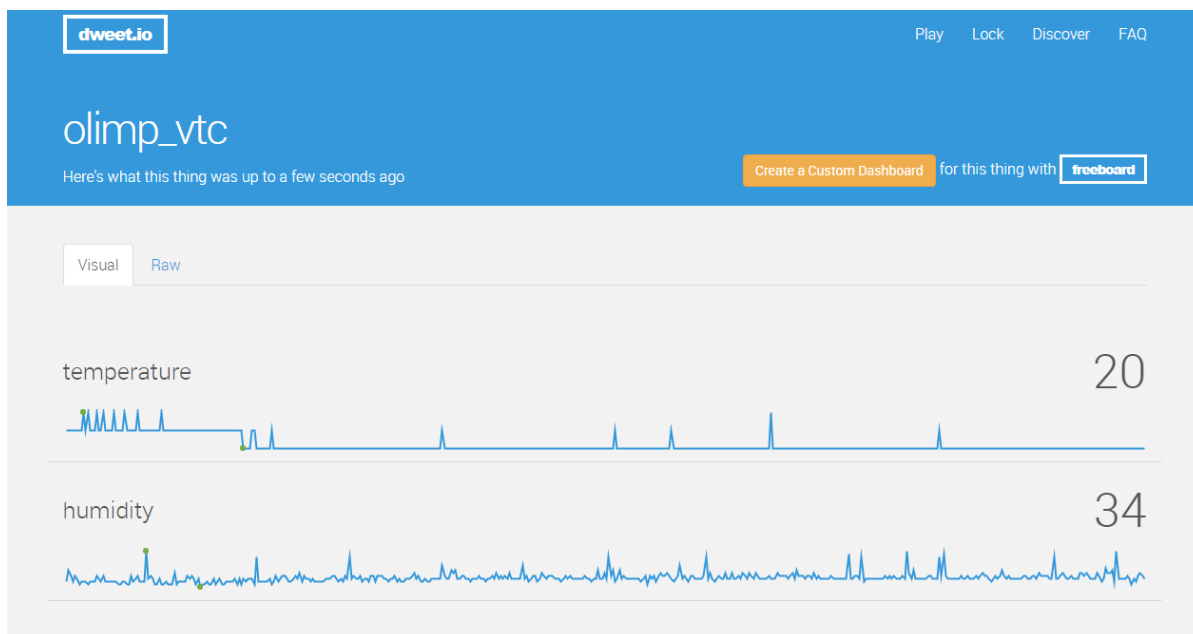 dweet.io
Play Lock Discover FAQ
olimp_vtc
Here's what this thing was up to a few seconds ago
Create a Custom Dashboard for this thing with freeboard
Visual Raw
temperature 20
humidity 34